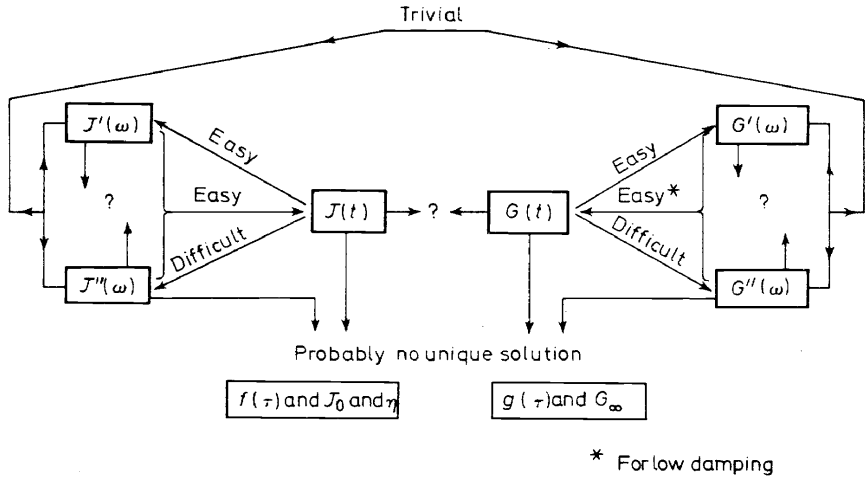 Trivial
J′(ω)
G′(ω)
Easy
Easy
?
Easy
J(t)
?
G(t)
Easy*
?
Difficult
Difficult
J″(ω)
G″(ω)
Probably no unique solution
f(τ) and J₀ and η
g(τ) and G∞
* For low damping